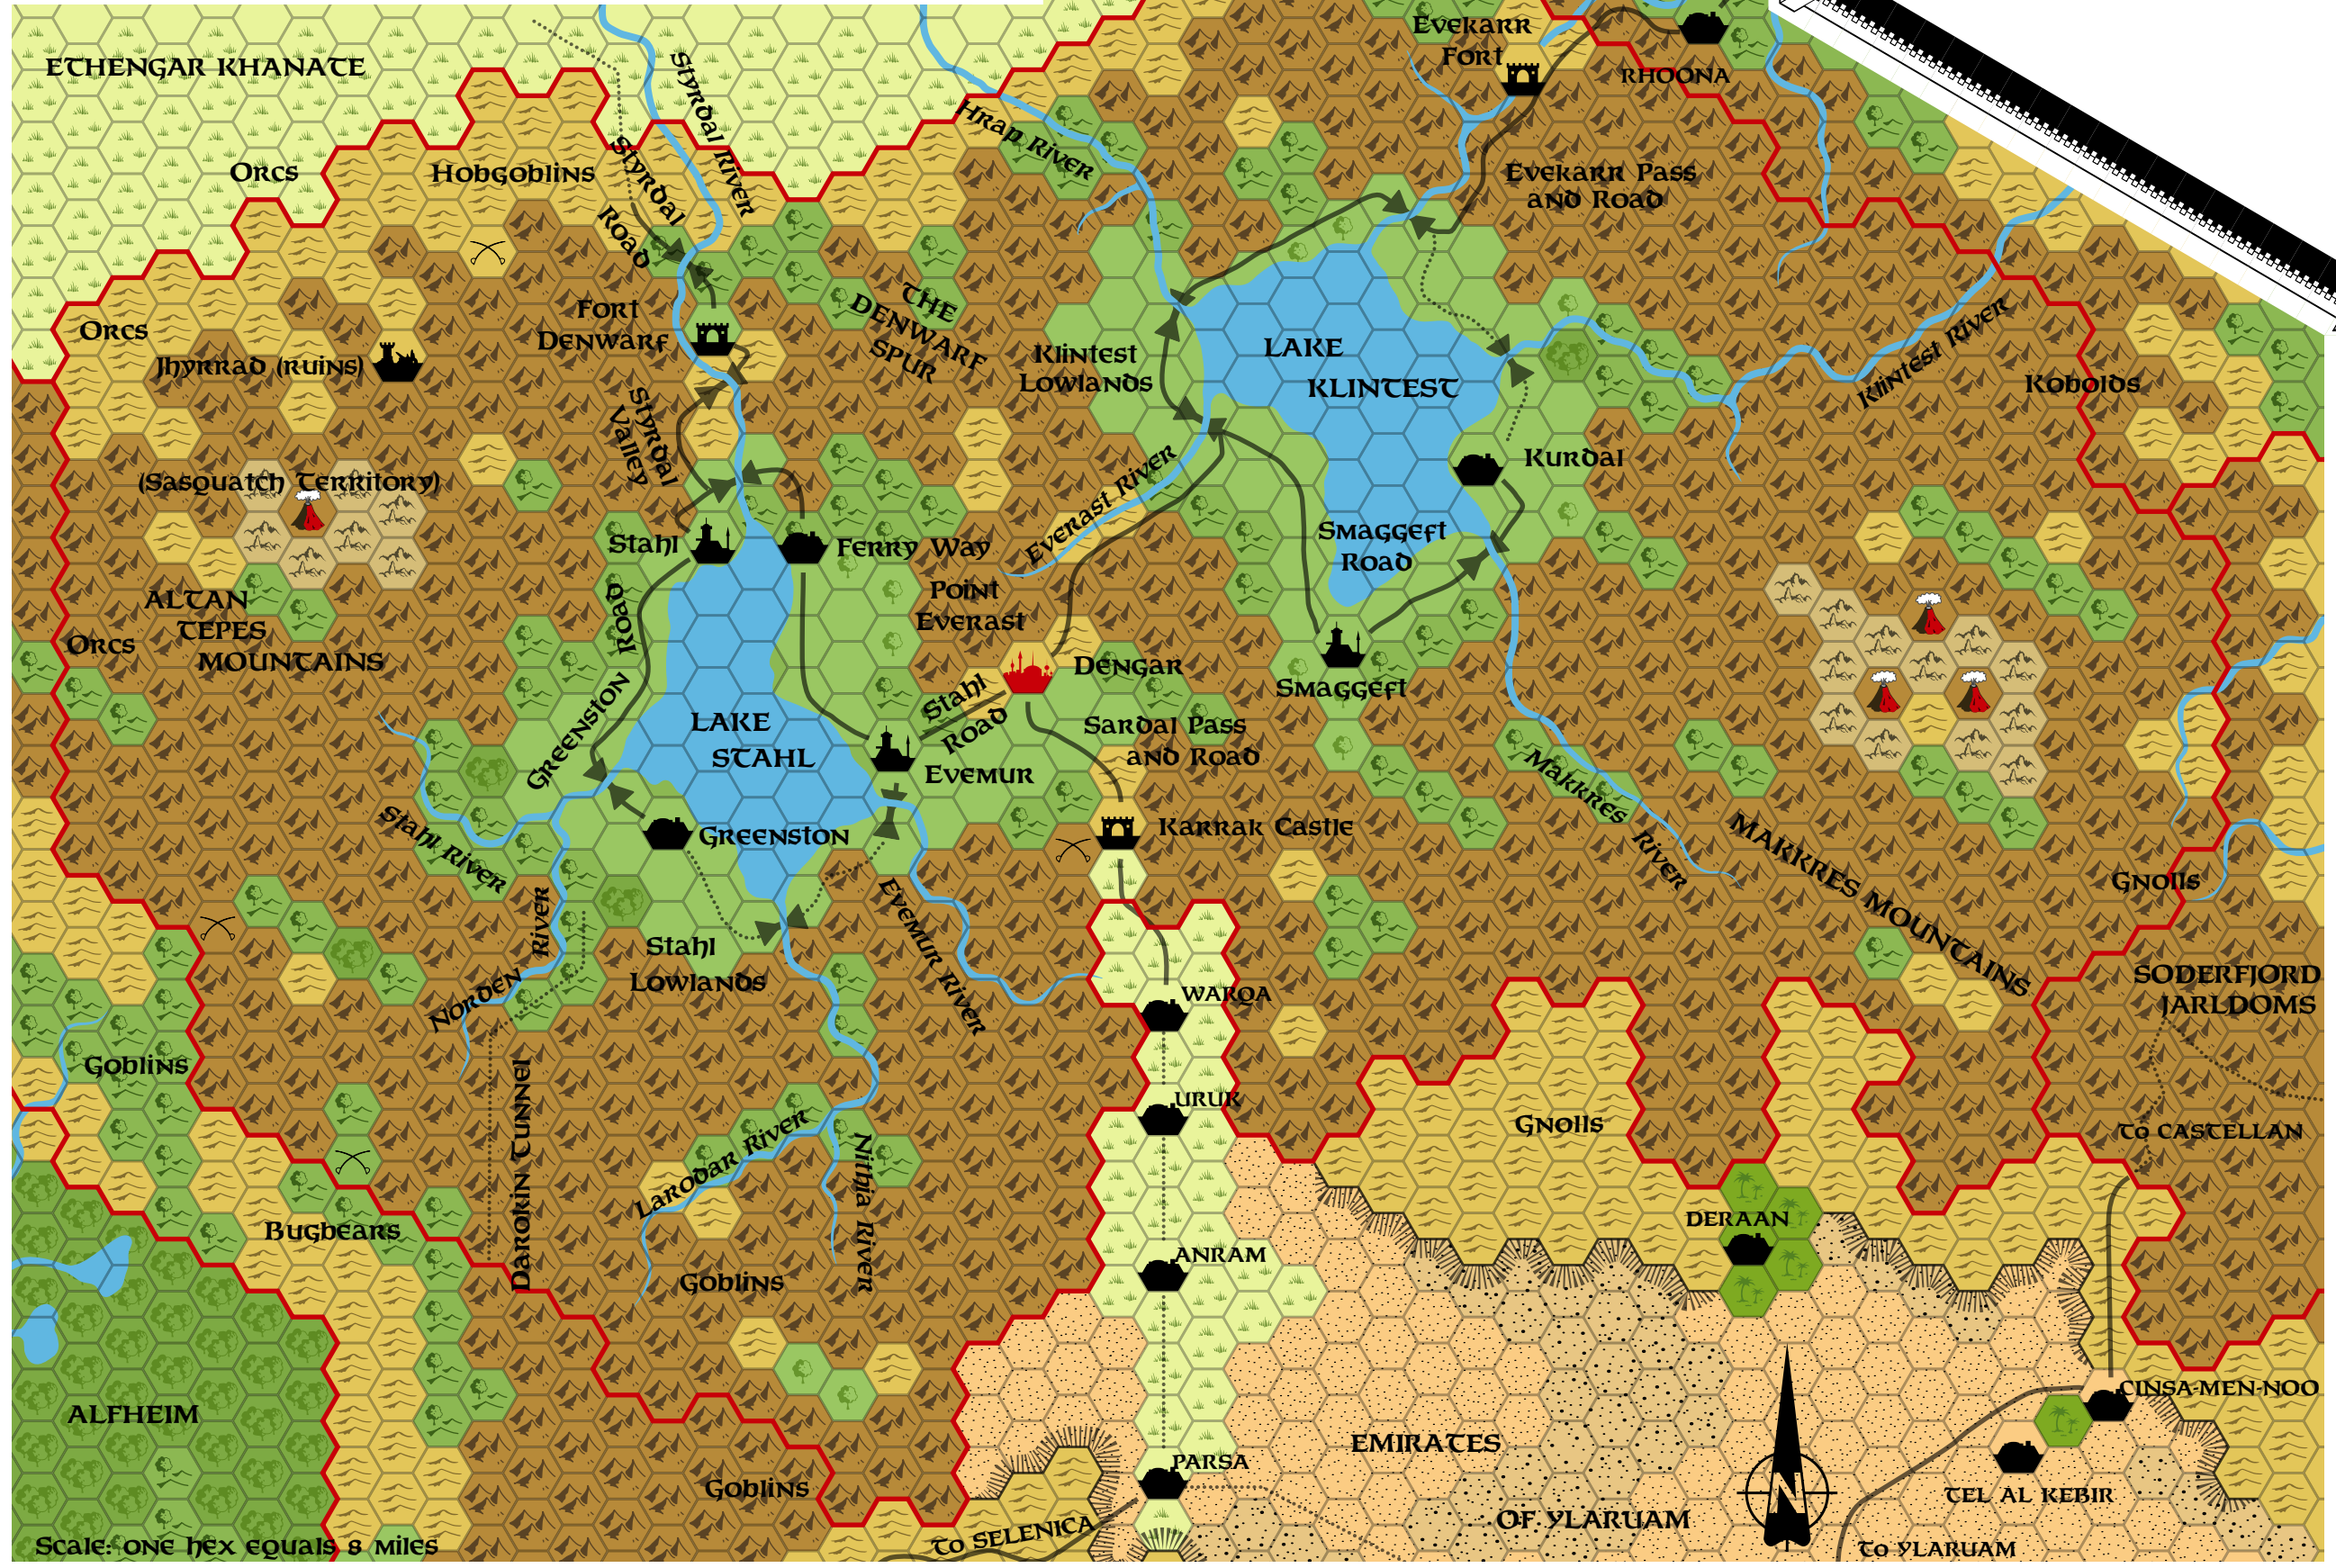 ETHENGAR KHANATE
Evekarr
Fort
RHOONA
Styrdal River
Hrap River
Orcs
Hobgoblins
Styrdal
Road
Evekarr Pass
and Road
Orcs
Jhyrrad (ruins)
Fort
Denwarf
THE
DENWARF
SPUR
Klintest
Lowlands
LAKE
KLINTEST
Klintest River
Kobolds
Styrdal
Valley
(Sasquatch Territory)
Everast River
Kurdal
Stahl
Ferry Way
Smaggeft
Road
ALTAN
TEPES
MOUNTAINS
Orcs
Point
Everast
Greenston
Road
Dengar
Smaggeft
Stahl
Road
LAKE
STAHL
Sardal Pass
and Road
Evemur
Makkres River
Stahl River
Greenston
Karrak Castle
MAKKRES MOUNTAINS
Gnolls
Norden River
Stahl
Lowlands
Evemur River
WARQA
SODERFJORD
JARLDOMS
Goblins
Darokin Tunnel
URUK
Larodar River
Nithia River
Gnolls
To CASTELLAN
Bugbears
DERAAN
ANRAM
Goblins
ALFHEIM
CINSA-MEN-NOO
EMIRATES
PARSA
Goblins
TEL AL KEBIR
OF YLARUAM
Scale: one hex equals 8 miles
To SELENICA
To YLARUAM
N